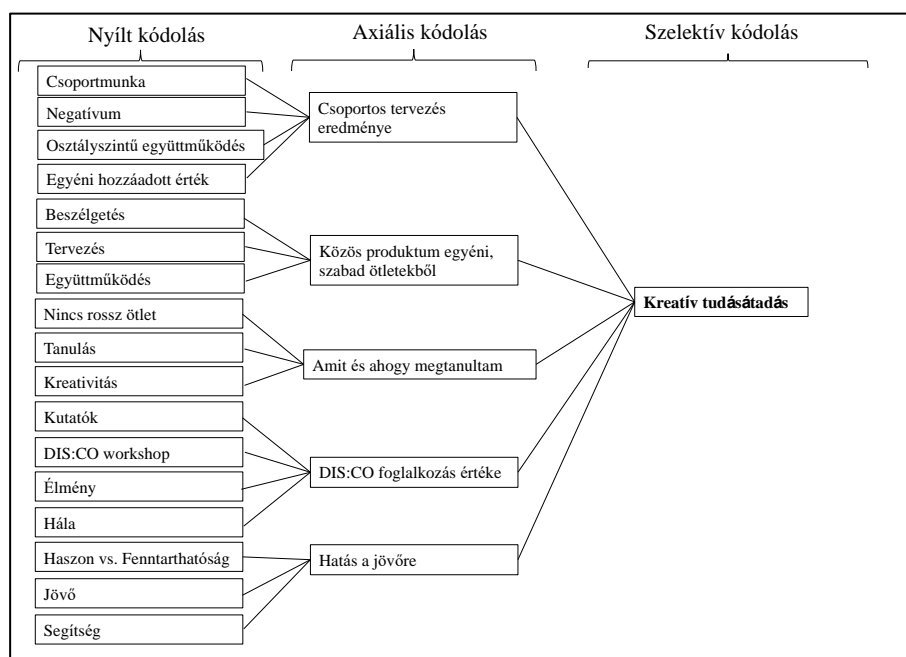 Nyílt kódolás
Axiális kódolás
Szelektív kódolás
Csoportmunka
Negatívum
Osztályszintű együttműködés
Egyéni hozzáadott érték
Beszélgetés
Tervezés
Együttműködés
Nincs rossz ötlet
Tanulás
Kreativitás
Kutatók
DIS:CO workshop
Élmény
Hála
Haszon vs. Fenntarthatóság
Jövő
Segítség
Csoportos tervezés
eredménye
Közös produktum egyéni,
szabad ötletekből
Amit és ahogy megtanultam
DIS:CO foglalkozás értéke
Hatás a jövőre
Kreatív tudásátadás